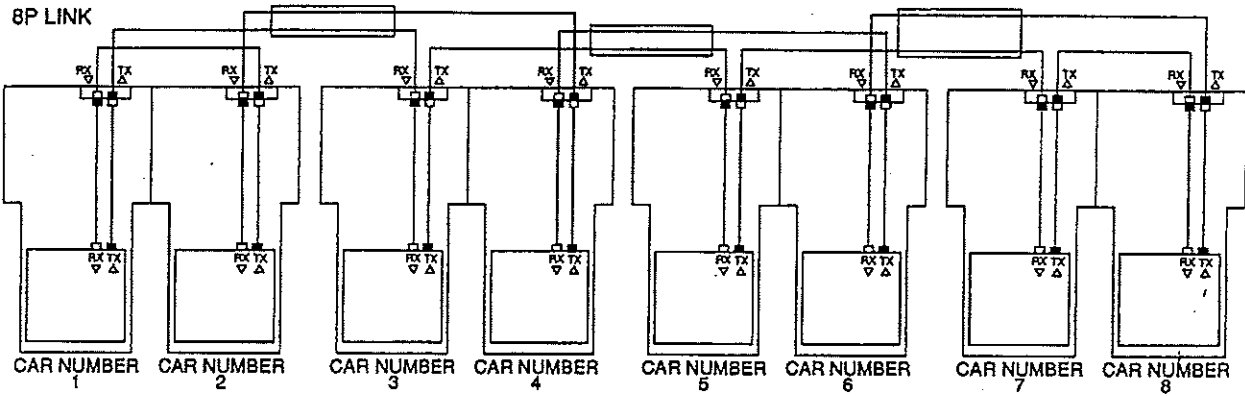 8P LINK
RX TX RX TX RX TX RX TX RX TX RX TX RX TX RX TX
RX TX RX TX RX TX RX TX RX TX RX TX RX TX RX TX
CAR NUMBER CAR NUMBER CAR NUMBER CAR NUMBER CAR NUMBER CAR NUMBER CAR NUMBER CAR NUMBER
1 2 3 4 5 6 7 8